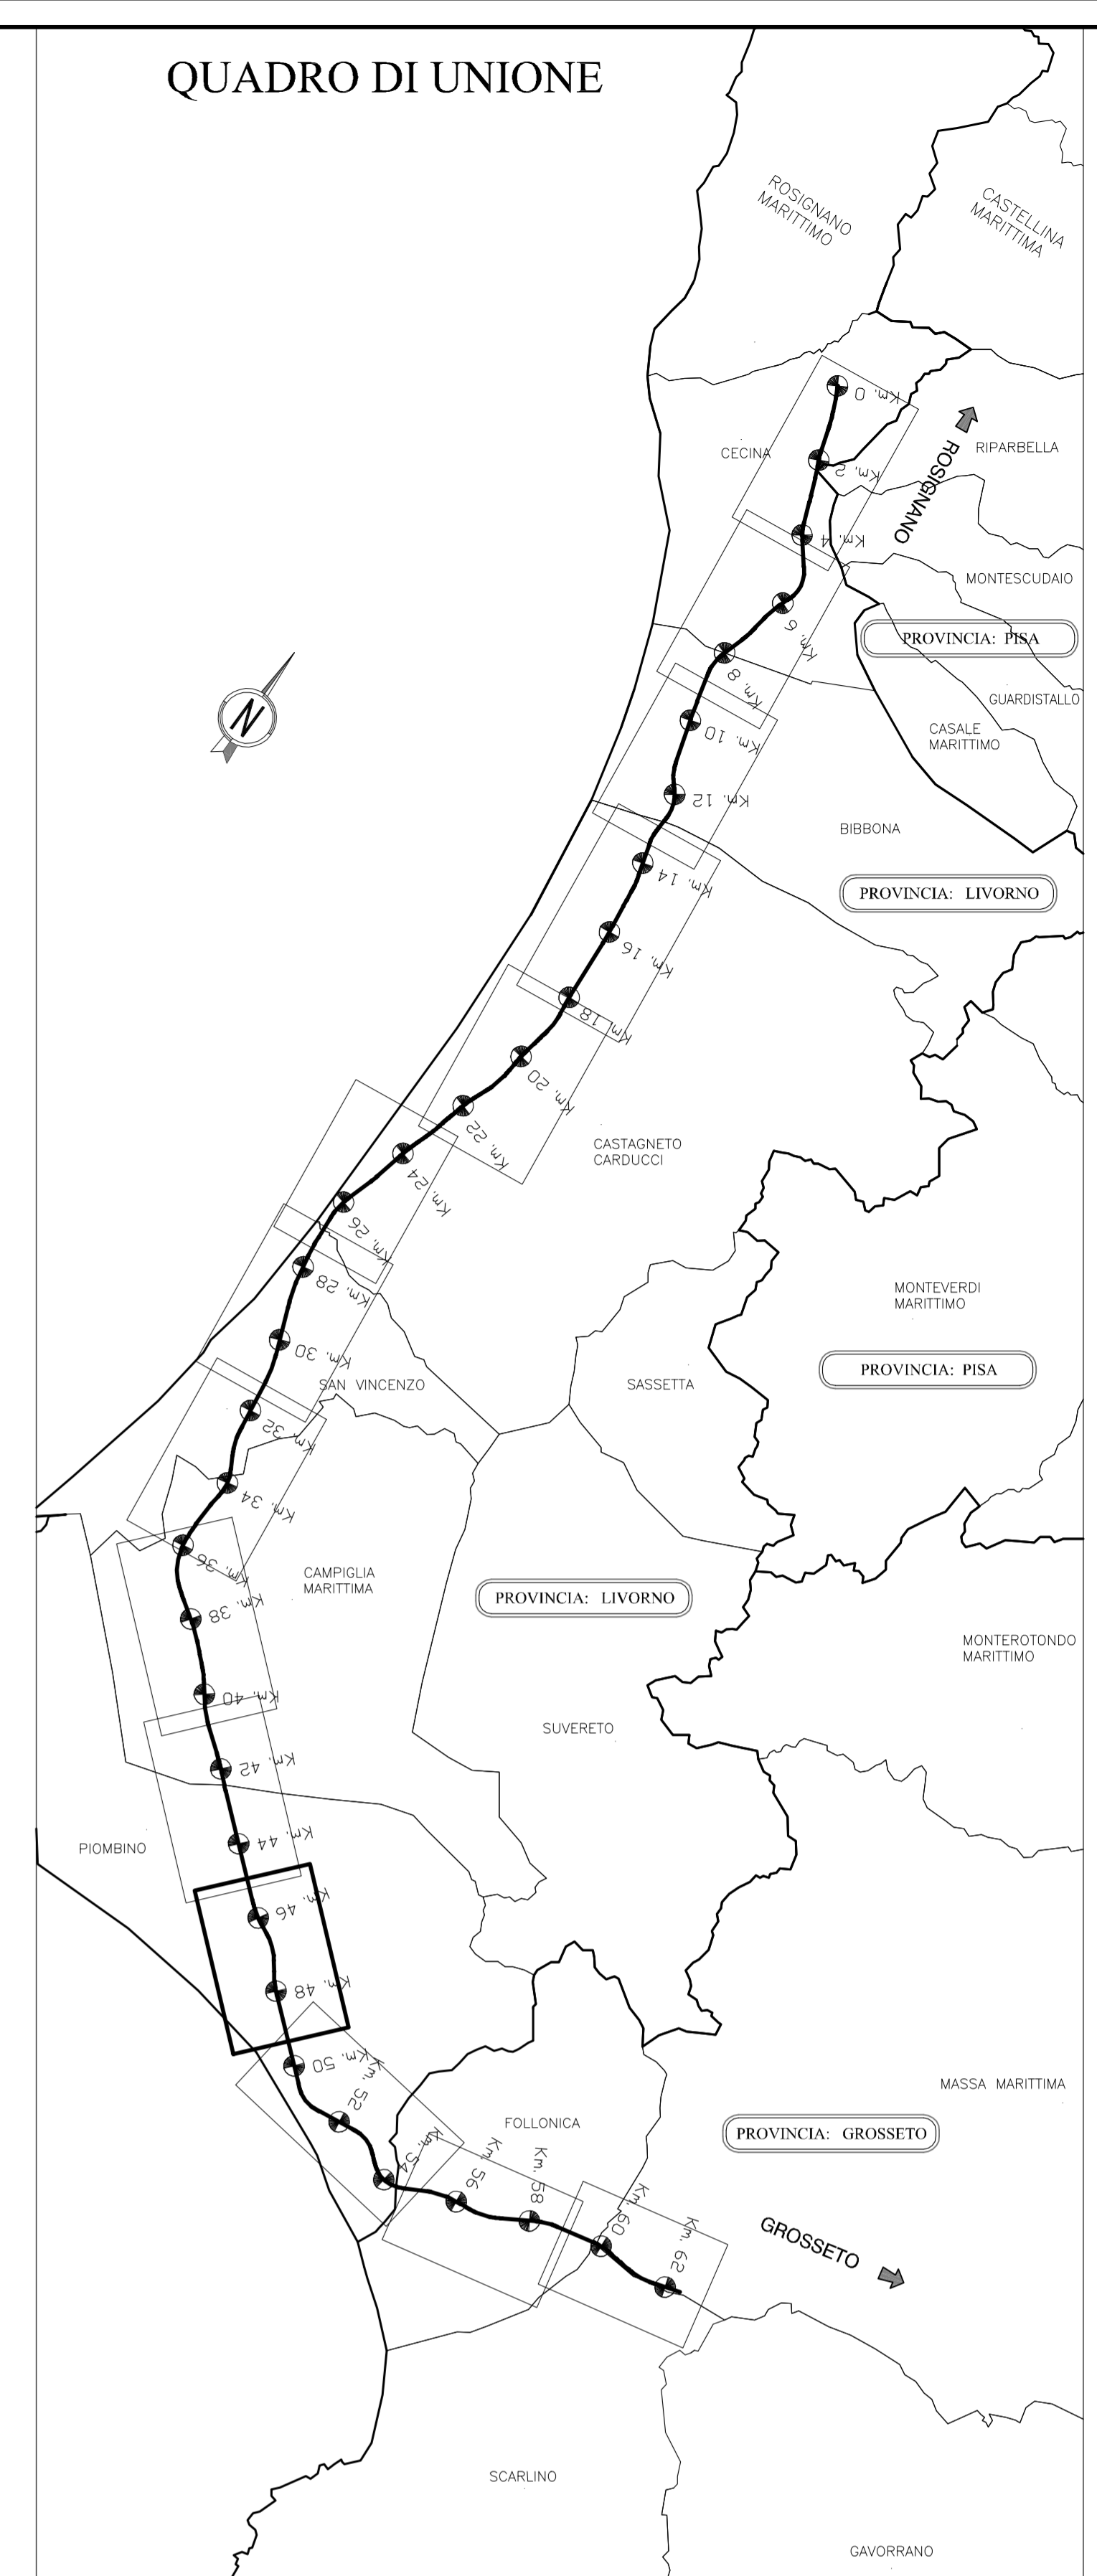 QUADRO DI UNIONE
ROSIGNANO
MARITTIMO
CASTELLINA
MARITTIMA
Km. 0
CECINA
RIPARBELLA
ROSIGNANO
Km. 2
Km. 4
MONTESCUDAIO
Km. 6
PROVINCIA: PISA
Km. 8
GUARDISTALLO
N
Km. 10
CASALE
MARITTIMO
Km. 12
BIBBONA
Km. 14
PROVINCIA: LIVORNO
Km. 16
Km. 18
Km. 20
Km. 22
CASTAGNETO
CARDUCCI
Km. 24
Km. 26
Km. 28
MONTEVERDI
MARITTIMO
Km. 30
SAN VINCENZO
SASSETTA
PROVINCIA: PISA
Km. 32
Km. 34
Km. 36
CAMPIGLIA
MARITTIMA
PROVINCIA: LIVORNO
Km. 38
MONTEROTONDO
MARITTIMO
Km. 40
SUVERETO
Km. 42
Km. 44
PIOMBINO
Km. 46
Km. 48
Km. 50
MASSA MARITTIMA
Km. 52
FOLLONICA
PROVINCIA: GROSSETO
Km. 54
Km. 56
Km. 58
Km. 60
Km. 62
GROSSETO
SCARLINO
GAVORRANO